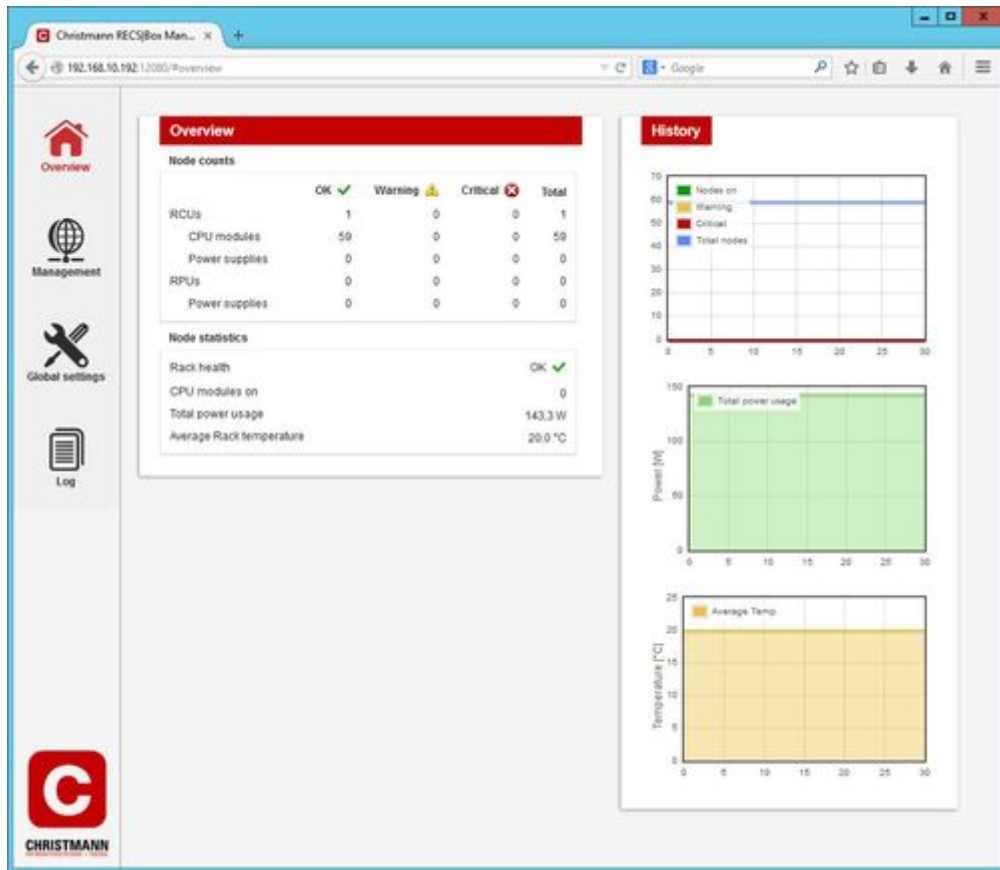 Christmann RECS|Box Man...
192.168.10.192:12080/#overview
Google
Overview
Management
Global settings
Log
CHRISTMANN
Overview
Node counts
OK Warning Critical Total
RCUs 1 0 0 1
CPU modules 59 0 0 59
Power supplies 0 0 0 0
RPUs 0 0 0 0
Power supplies 0 0 0 0
Node statistics
Rack health OK
CPU modules on 0
Total power usage 143,3 W
Average Rack temperature 20.0 °C
History
70
60
50
40
30
20
10
0
Nodes on
Warning
Critical
Total nodes
0 5 10 15 20 25 30
150
100
50
0
Power [W]
Total power usage
0 5 10 15 20 25 30
25
20
15
10
5
0
Temperature [°C]
Average Temp.
0 5 10 15 20 25 30